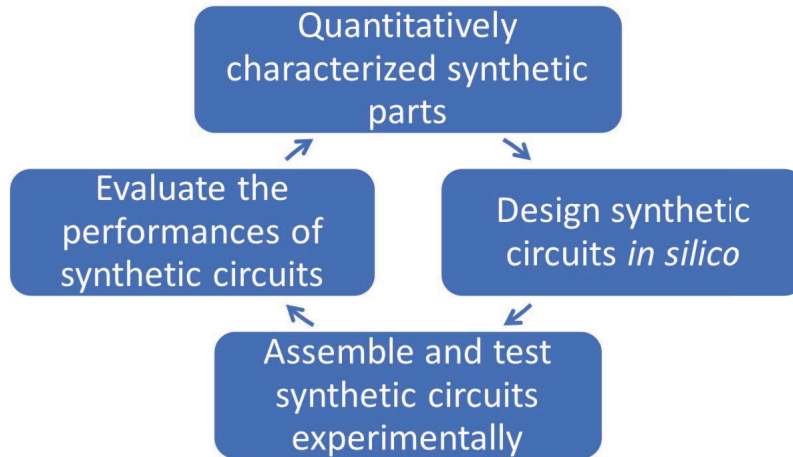 Quantitatively
characterized synthetic
parts
Evaluate the
performances of
synthetic circuits
Design synthetic
circuits in silico
Assemble and test
synthetic circuits
experimentally